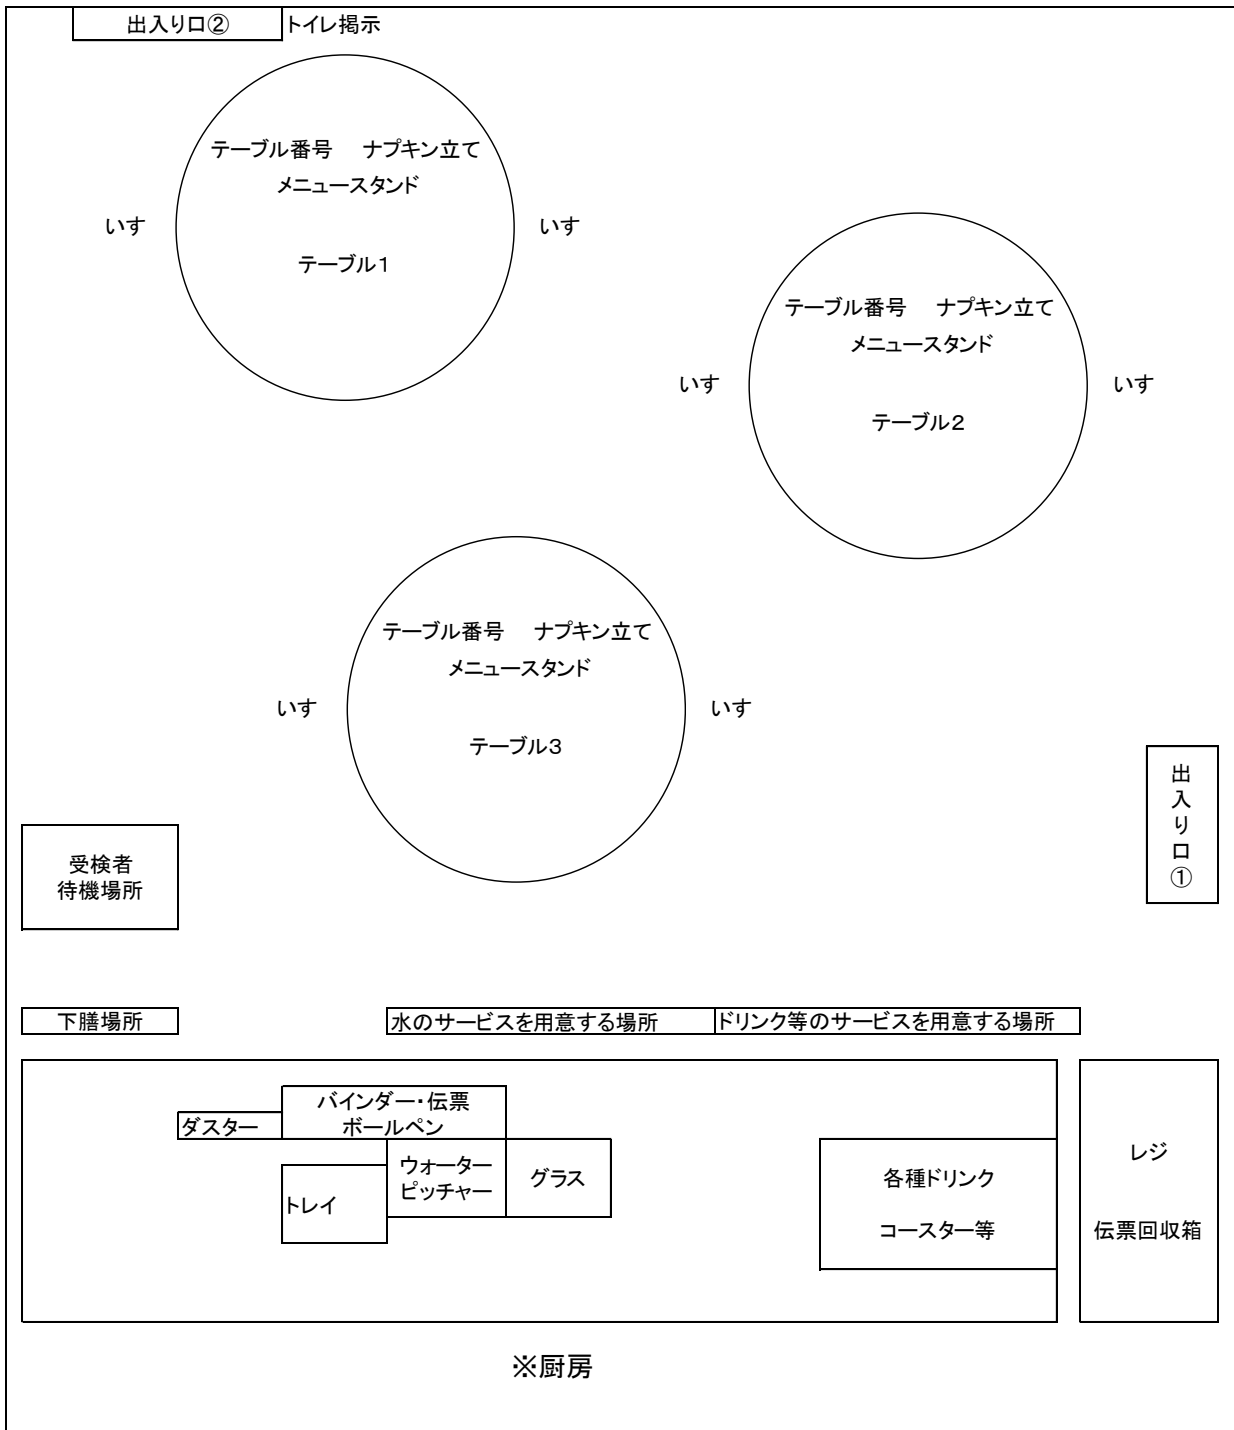 出入り口② トイレ掲示
テーブル番号 ナプキン立て
メニュースタンド
いす いす
テーブル1
テーブル番号 ナプキン立て
メニュースタンド
いす いす
テーブル2
テーブル番号 ナプキン立て
メニュースタンド
いす いす
テーブル3
出入り口①
受検者
待機場所
下膳場所
水のサービスを用意する場所
ドリンク等のサービスを用意する場所
バインダー・伝票
ボールペン
ダスター
ウォーター
ピッチャー
グラス
トレイ
各種ドリンク
コースター等
レジ
伝票回収箱
※厨房